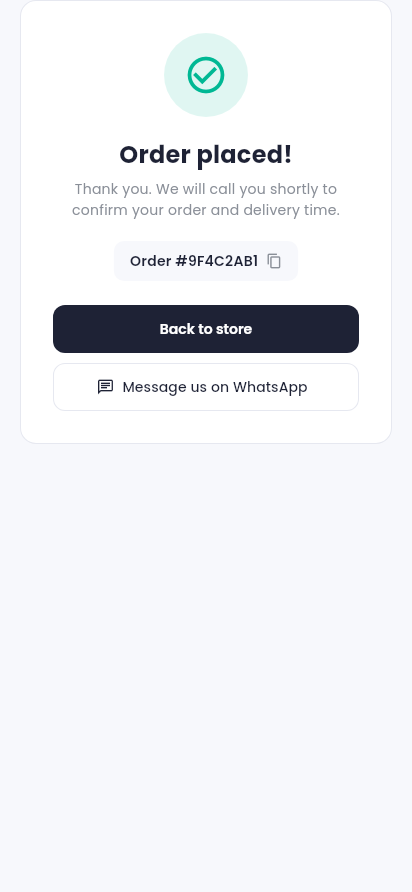 Order placed!
Thank you. We will call you shortly to
confirm your order and delivery time.
Order #9F4C2AB1
Back to store
Message us on WhatsApp